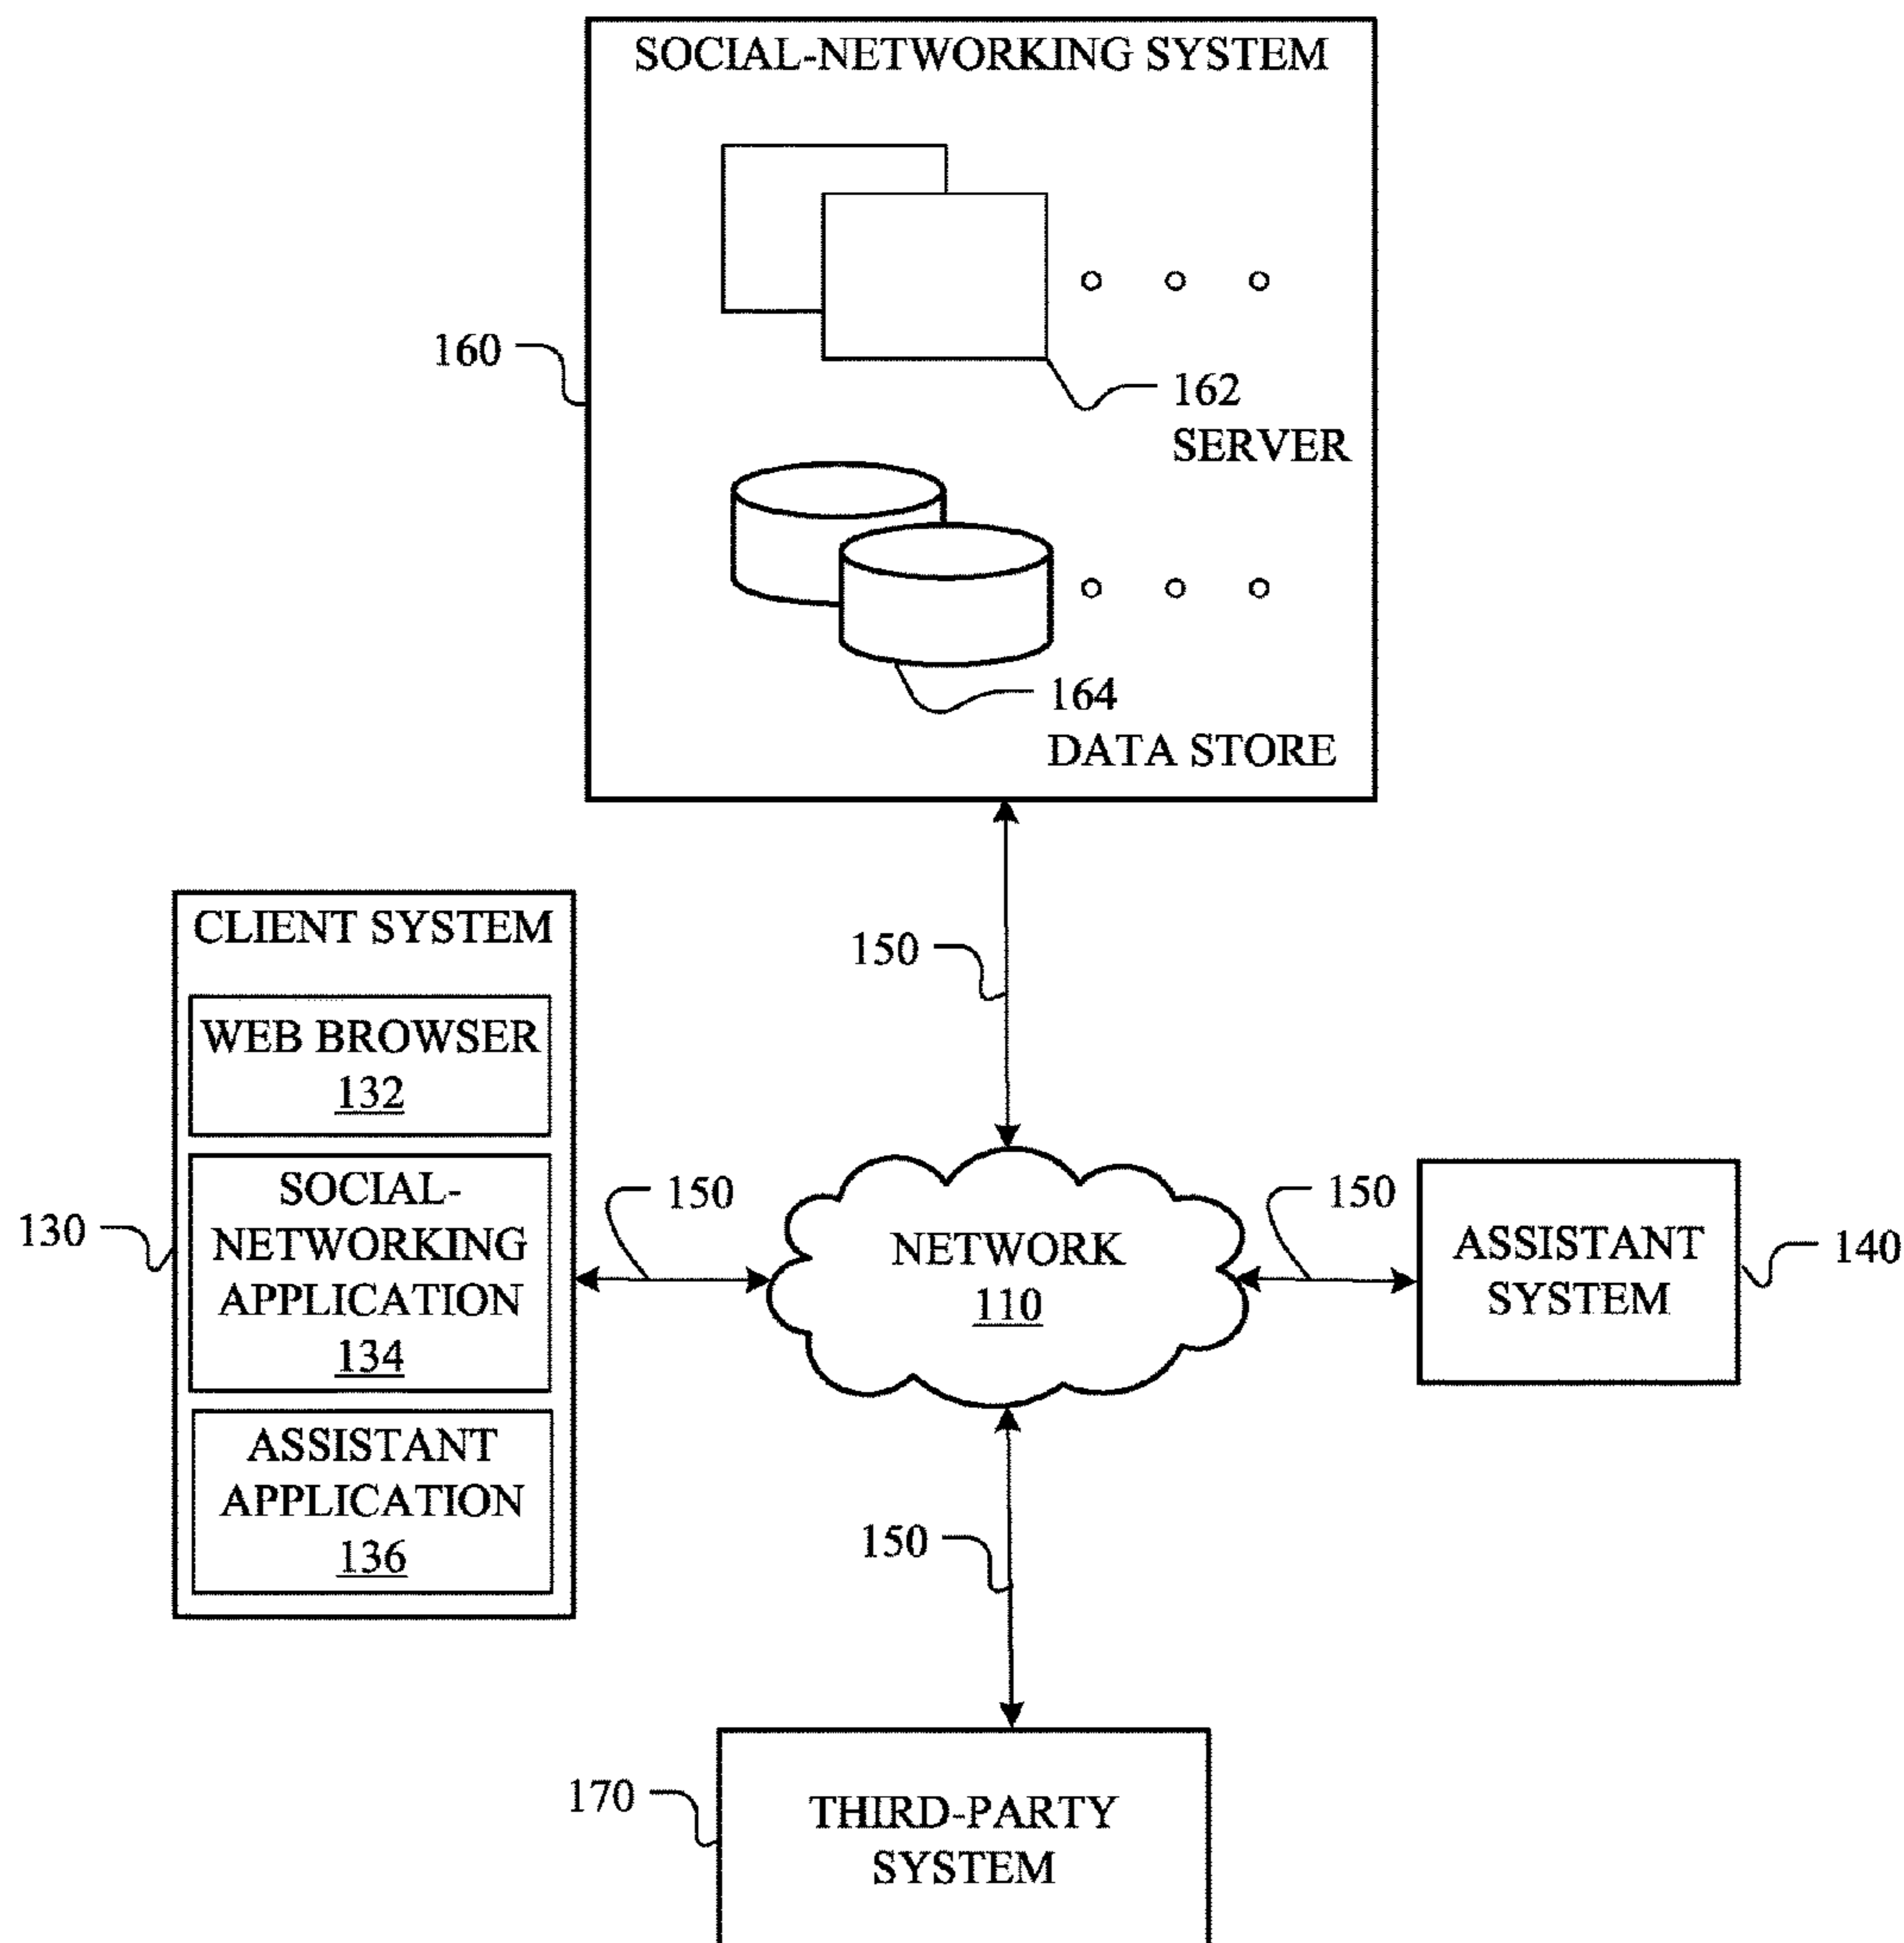 SOCIAL-NETWORKING SYSTEM
160
162
SERVER
164
DATA STORE
CLIENT SYSTEM
WEB BROWSER
132
SOCIAL-
NETWORKING
APPLICATION
134
ASSISTANT
APPLICATION
136
130
150
150
NETWORK
110
150
ASSISTANT
SYSTEM
140
150
170
THIRD-PARTY
SYSTEM